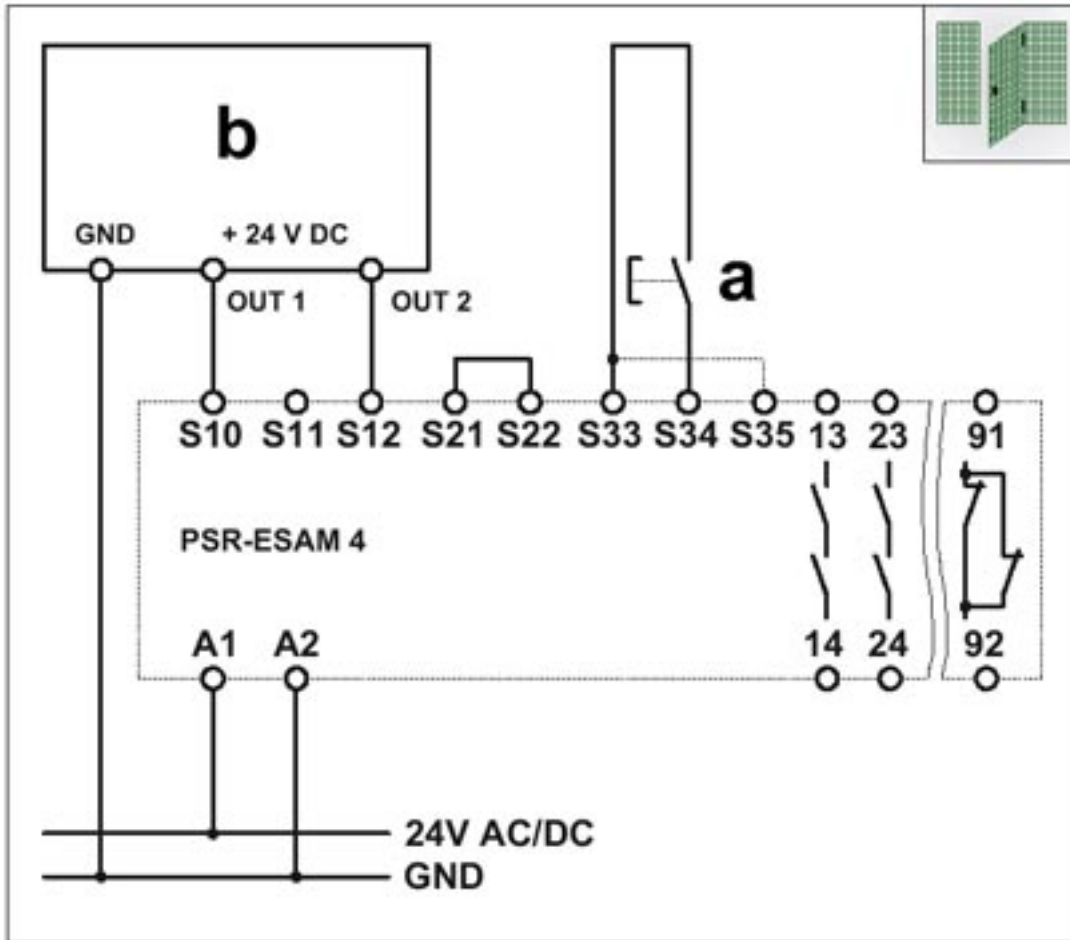 b
GND + 24 V DC
OUT 1 OUT 2
a
S10 S11 S12 S21 S22 S33 S34 S35 13 23 91
PSR-ESAM 4
A1 A2 14 24 92
24V AC/DC
GND